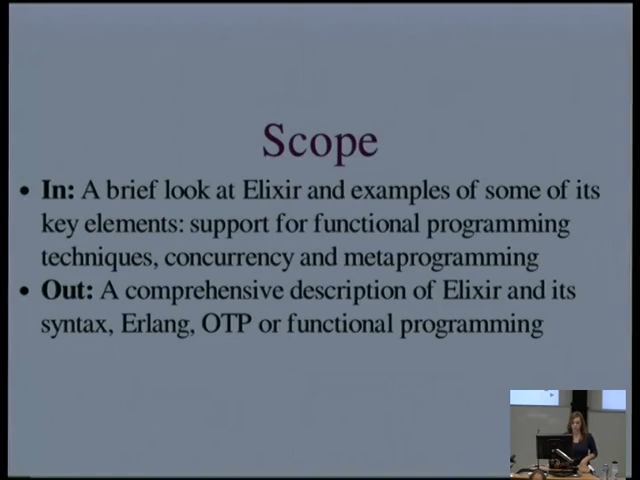 Scope
• In: A brief look at Elixir and examples of some of its
key elements: support for functional programming
techniques, concurrency and metaprogramming
• Out: A comprehensive description of Elixir and its
syntax, Erlang, OTP or functional programming